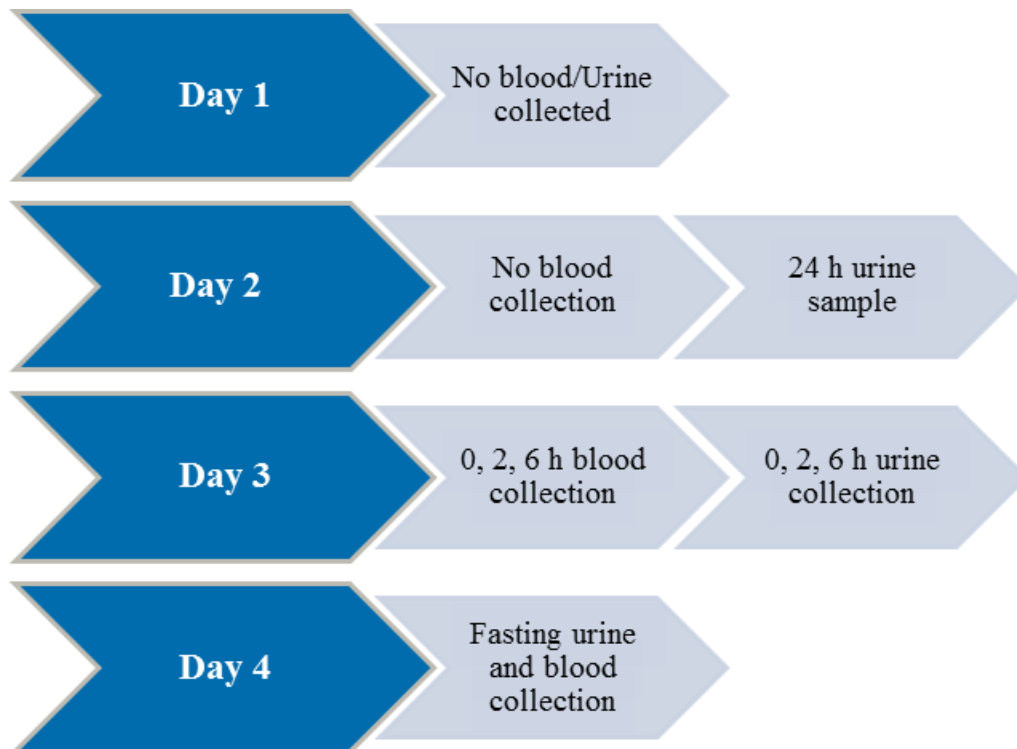 Day 1
No blood/Urine
collected
Day 2
No blood
collection
24 h urine
sample
Day 3
0, 2, 6 h blood
collection
0, 2, 6 h urine
collection
Day 4
Fasting urine
and blood
collection